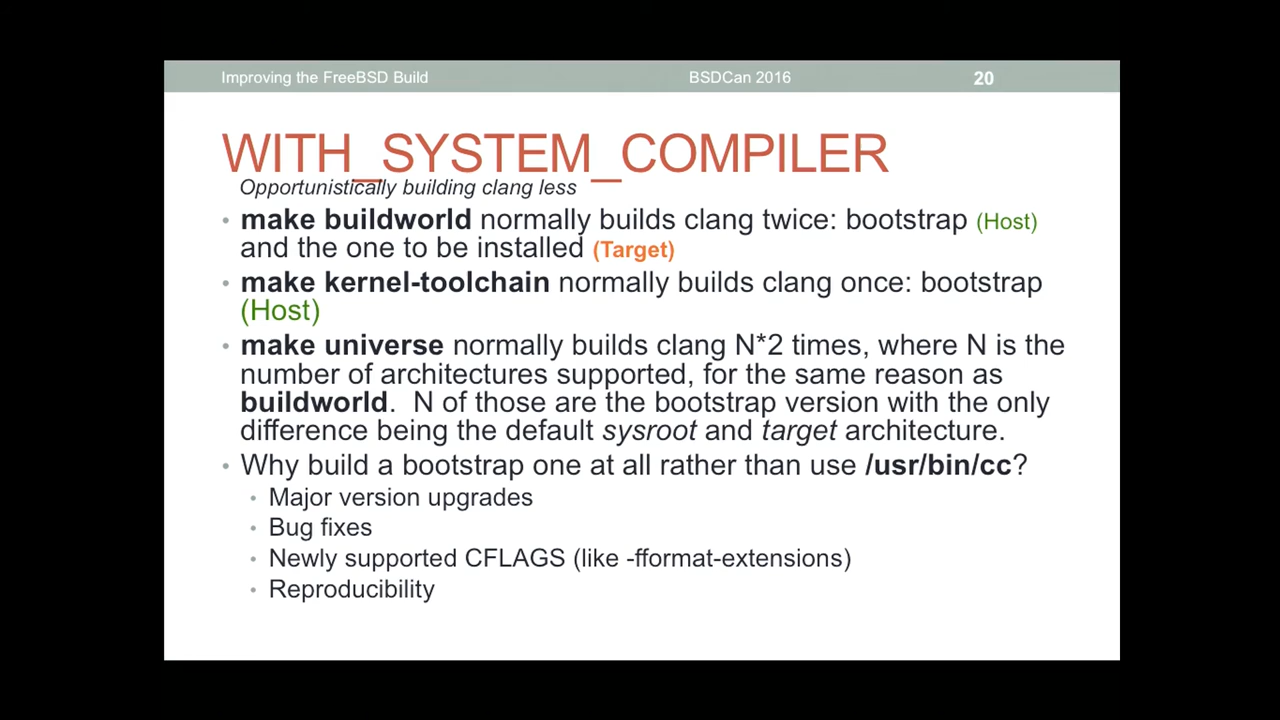 Improving the FreeBSD Build BSDCan 2016 20
WITH_SYSTEM_COMPILER
Opportunistically building clang less
• make buildworld normally builds clang twice: bootstrap (Host)
and the one to be installed (Target)
• make kernel-toolchain normally builds clang once: bootstrap
(Host)
• make universe normally builds clang N*2 times, where N is the
number of architectures supported, for the same reason as
buildworld.  N of those are the bootstrap version with the only
difference being the default sysroot and target architecture.
• Why build a bootstrap one at all rather than use /usr/bin/cc?
• Major version upgrades
• Bug fixes
• Newly supported CFLAGS (like -fformat-extensions)
• Reproducibility